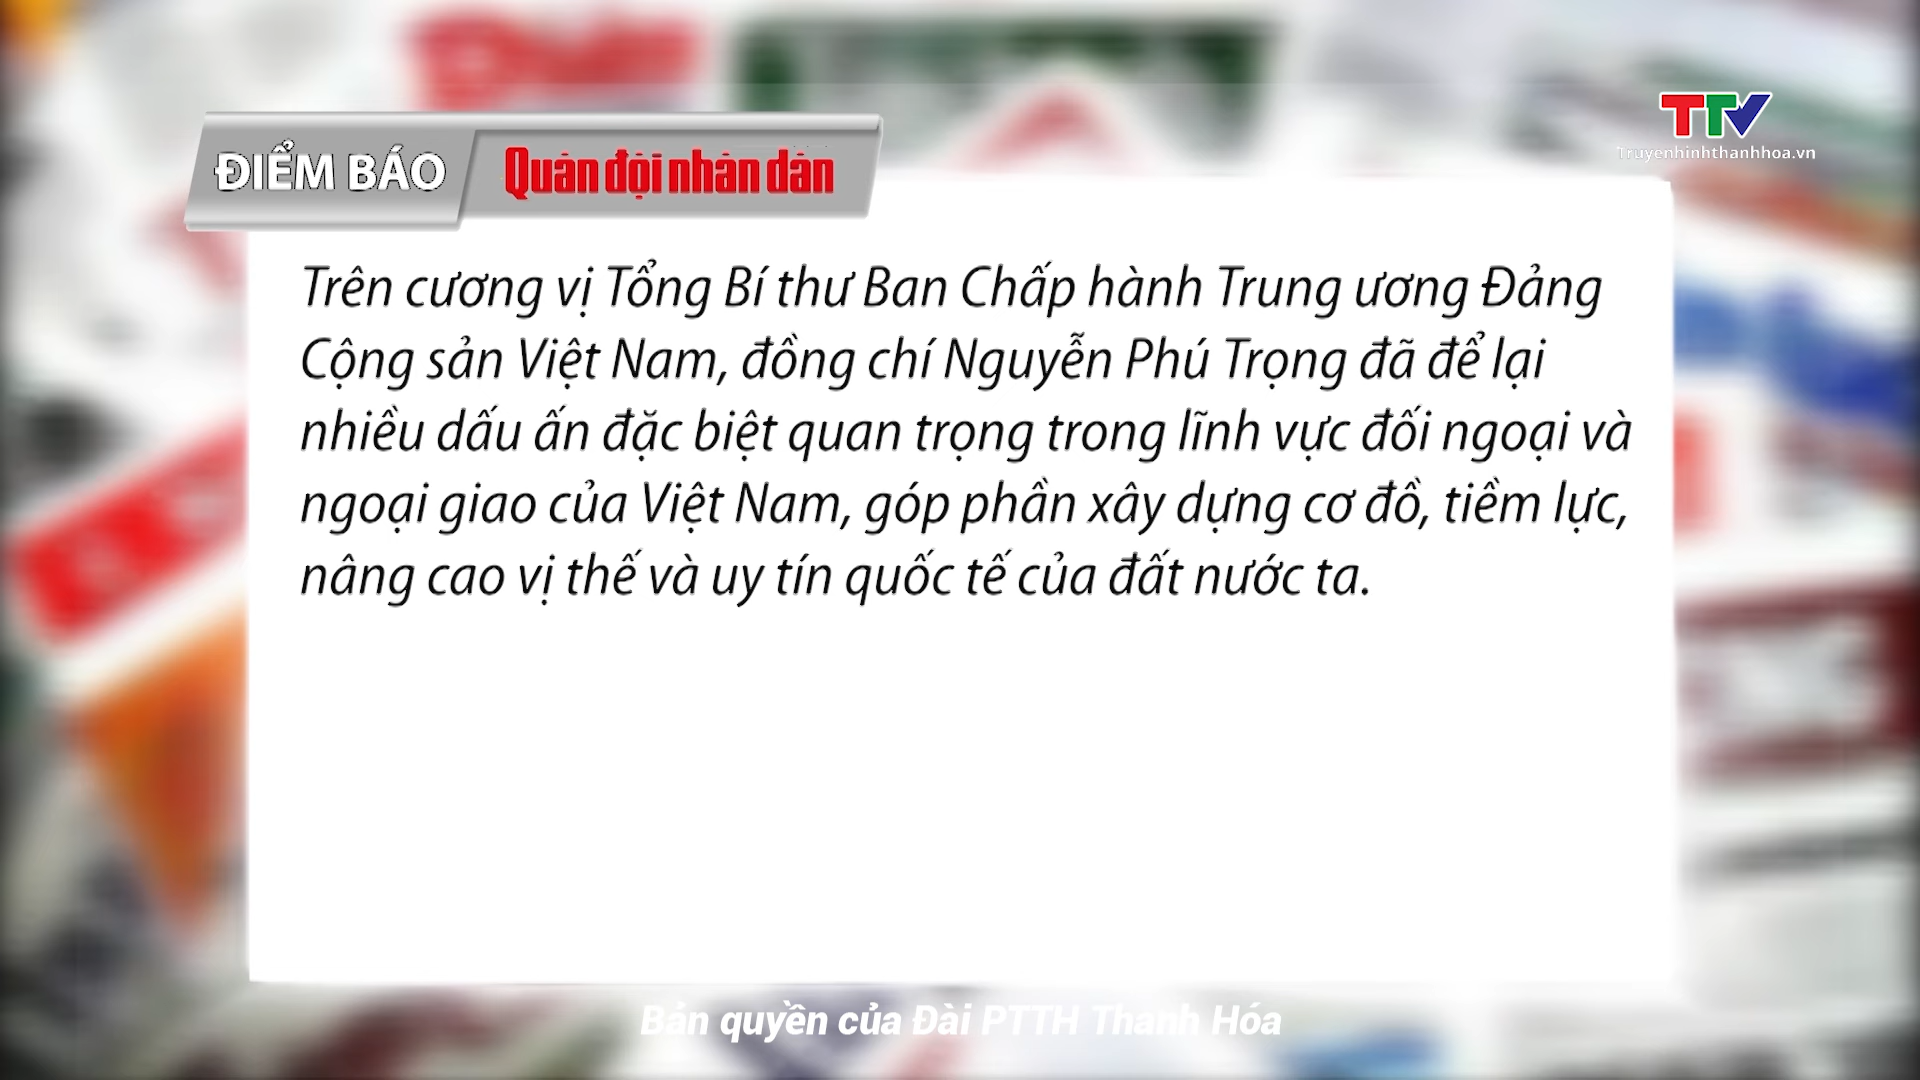 TTV
Truyenhinhthanhhoa.vn
ĐIỂM BÁO Quân đội nhân dân
Trên cương vị Tổng Bí thư Ban Chấp hành Trung ương Đảng
Cộng sản Việt Nam, đồng chí Nguyễn Phú Trọng đã để lại
nhiều dấu ấn đặc biệt quan trọng trong lĩnh vực đối ngoại và
ngoại giao của Việt Nam, góp phần xây dựng cơ đồ, tiềm lực,
nâng cao vị thế và uy tín quốc tế của đất nước ta.
Bản quyền của Đài PTTH Thanh Hóa